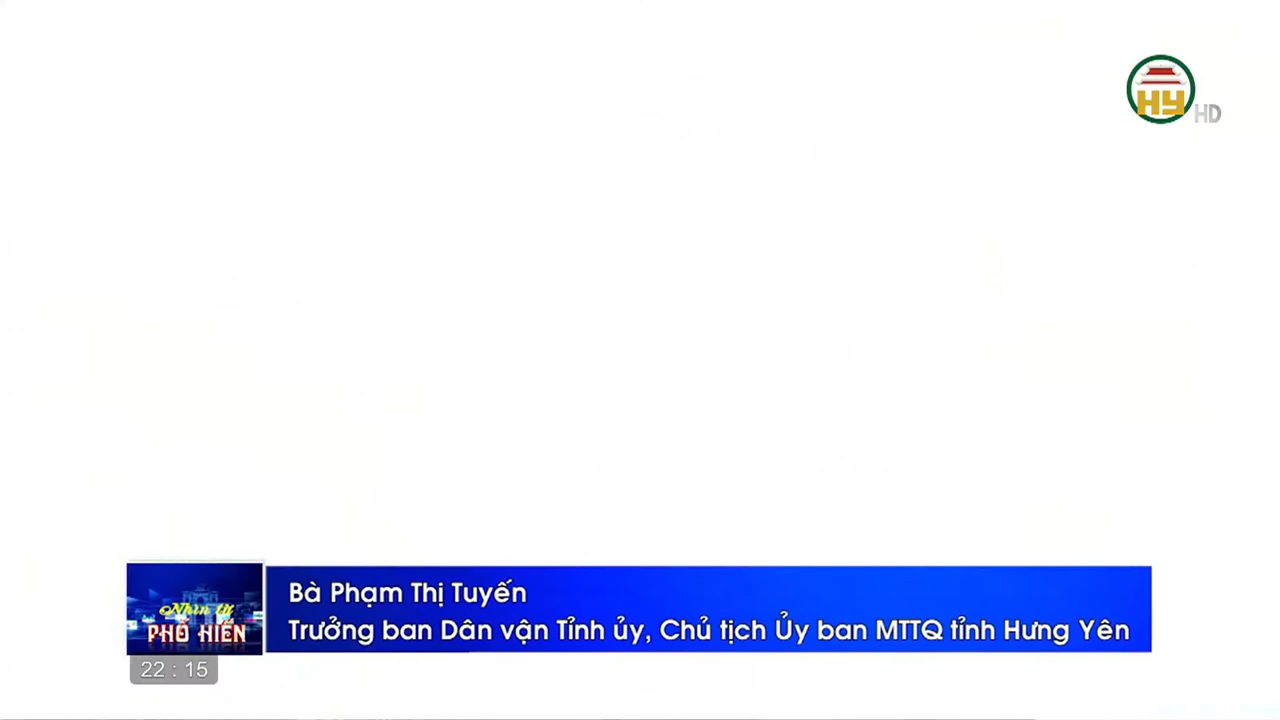 HY
HD
Bà Phạm Thị Tuyến
Trưởng ban Dân vận Tỉnh ủy, Chủ tịch Ủy ban MTTQ tỉnh Hưng Yên
Nhìn từ
PHỐ HIẾN
22 : 15